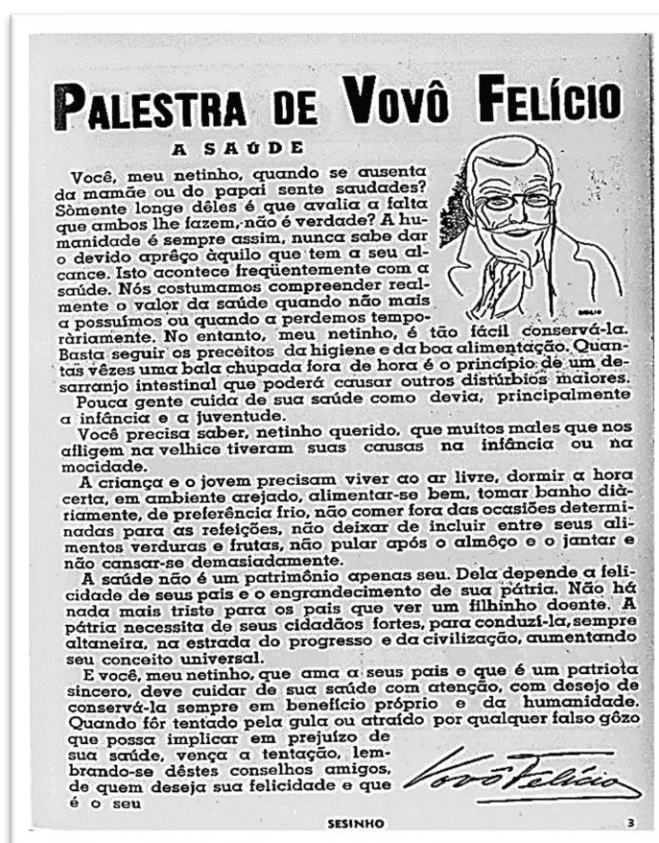 PALESTRA DE VOVÔ FELÍCIO
A SAÚDE
Você, meu netinho, quando se ausenta
da mamãe ou do papai sente saudades?
Sòmente longe dêles é que avalia a falta
que ambos lhe fazem, não é verdade? A hu-
manidade é sempre assim, nunca sabe dar
o devido aprêço àquilo que tem a seu al-
cance. Isto acontece freqüentemente com a
saúde. Nós costumamos compreender real-
mente o valor da saúde quando não mais
a possuímos ou quando a perdemos tempo-
ràriamente. No entanto, meu netinho, é tão fácil conservá-la.
Basta seguir os preceitos da higiene e da boa alimentação. Quan-
tas vêzes uma bala chupada fora de hora é o princípio de um de-
sarranjo intestinal que poderá causar outros distúrbios maiores.
Pouca gente cuida de sua saúde como devia, principalmente
a infância e a juventude.
Você precisa saber, netinho querido, que muitos males que nos
afligem na velhice tiveram suas causas na infância ou na
mocidade.
A criança e o jovem precisam viver ao ar livre, dormir a hora
certa, em ambiente arejado, alimentar-se bem, tomar banho dià-
riamente, de preferência frio, não comer fora das ocasiões determi-
nadas para as refeições, não deixar de incluir entre seus ali-
mentos verduras e frutas, não pular após o almôço e o jantar e
não cansar-se demasiadamente.
A saúde não é um patrimônio apenas seu. Dela depende a feli-
cidade de seus pais e o engrandecimento de sua pátria. Não há
nada mais triste para os pais que ver um filhinho doente. A
pátria necessita de seus cidadãos fortes, para conduzí-la, sempre
altaneira, na estrada do progresso e da civilização, aumentando
seu conceito universal.
E você, meu netinho, que ama a seus pais e que é um patriota
sincero, deve cuidar de sua saúde com atenção, com desejo de
conservá-la sempre em benefício próprio e da humanidade.
Quando fôr tentado pela gula ou atraído por qualquer falso gôzo
que possa implicar em prejuízo de
sua saúde, vença a tentação, lem-
brando-se dêstes conselhos amigos,
de quem deseja sua felicidade e que
é o seu
Vovô Felício
SESINHO 3